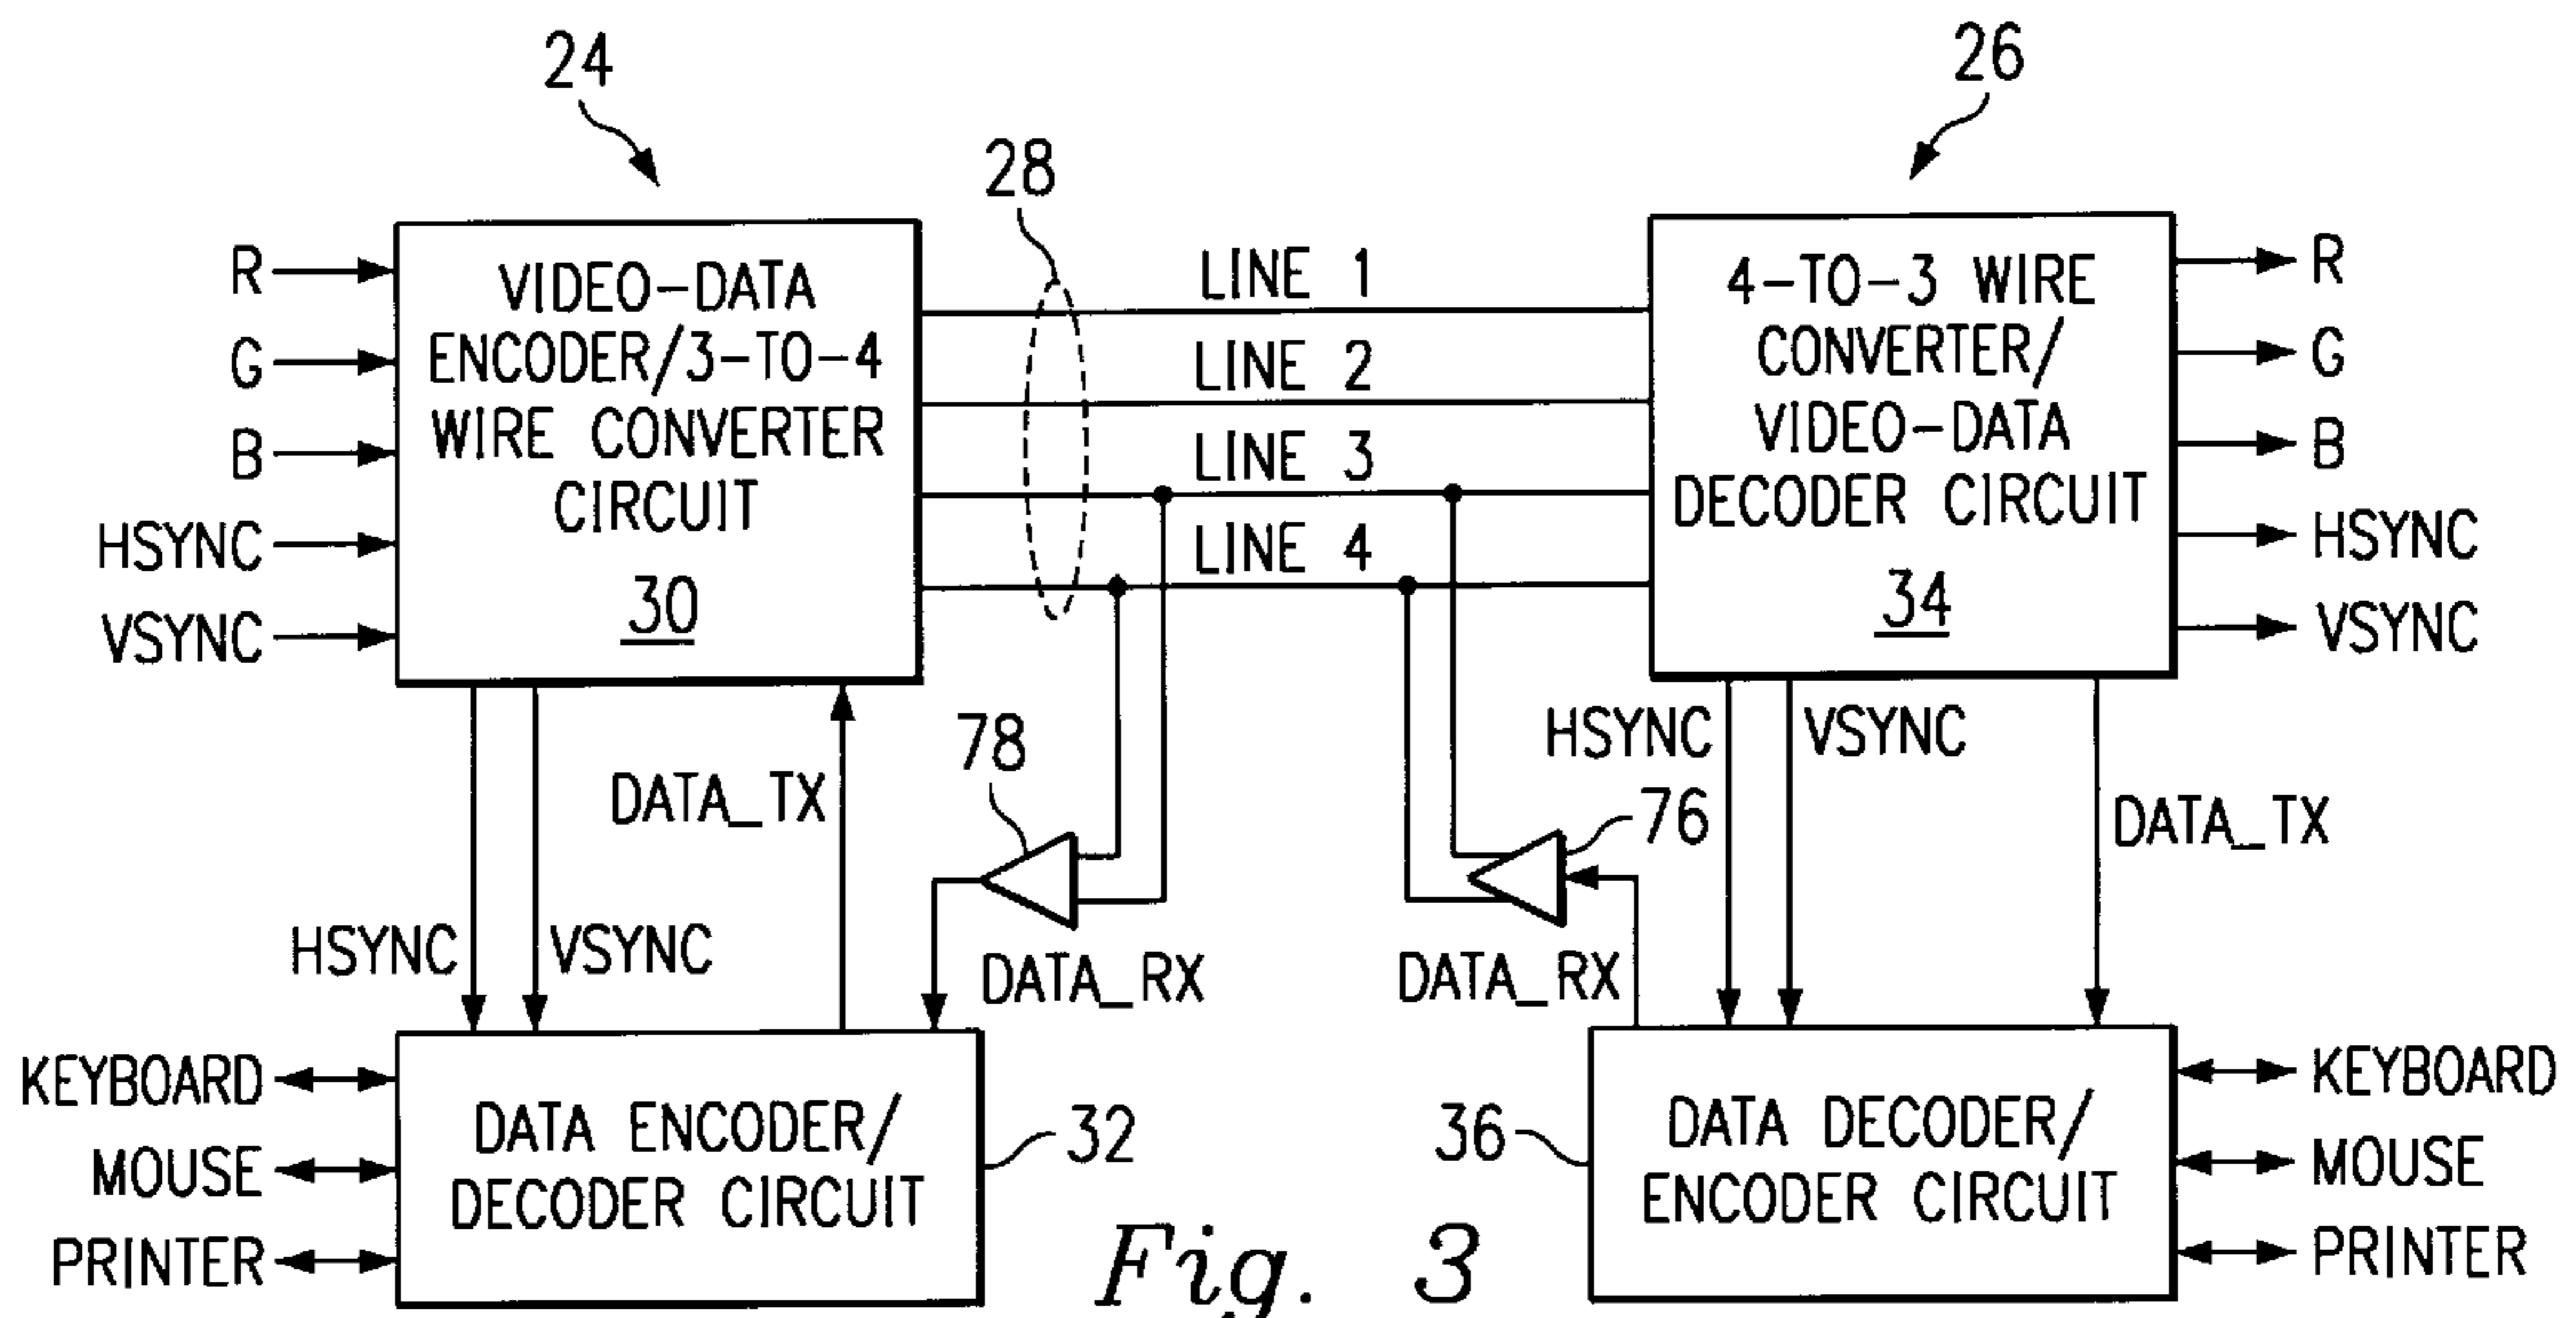 24
26
28
R
G
B
HSYNC
VSYNC
VIDEO-DATA
ENCODER/3-TO-4
WIRE CONVERTER
CIRCUIT
30
LINE 1
LINE 2
LINE 3
LINE 4
4-TO-3 WIRE
CONVERTER/
VIDEO-DATA
DECODER CIRCUIT
34
R
G
B
HSYNC
VSYNC
HSYNC
VSYNC
DATA_TX
78
DATA_RX
76
DATA_RX
HSYNC
VSYNC
DATA_TX
KEYBOARD
MOUSE
PRINTER
DATA ENCODER/
DECODER CIRCUIT
32
36
DATA DECODER/
ENCODER CIRCUIT
KEYBOARD
MOUSE
PRINTER
Fig. 3